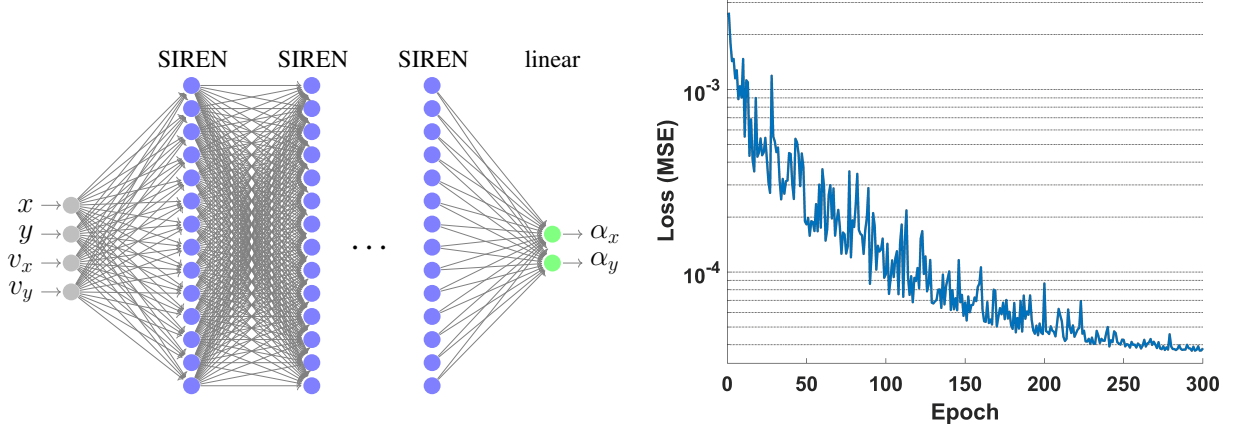 SIREN SIREN SIREN linear
x
y
v_x
v_y
...
α_x
α_y
Loss (MSE)
10^-3
10^-4
0 50 100 150 200 250 300
Epoch